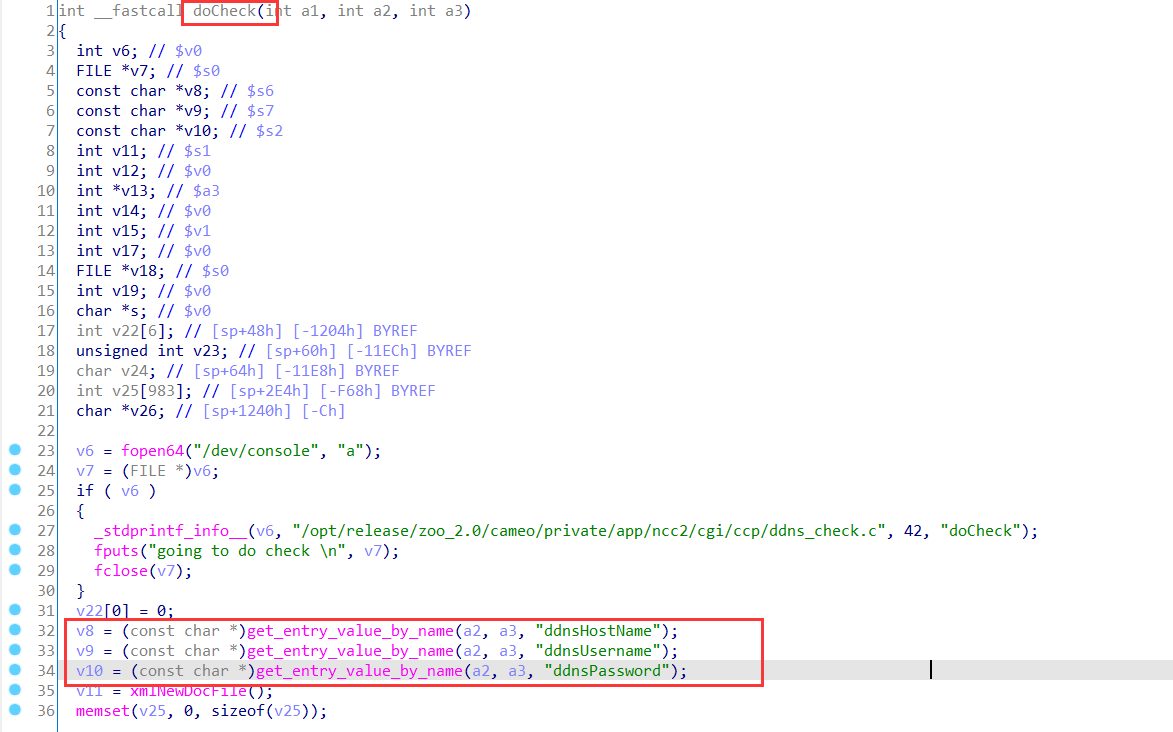 1 int __fastcall doCheck(int a1, int a2, int a3)
2 {
3 int v6; // $v0
4 FILE *v7; // $s0
5 const char *v8; // $s6
6 const char *v9; // $s7
7 const char *v10; // $s2
8 int v11; // $s1
9 int v12; // $v0
10 int *v13; // $a3
11 int v14; // $v0
12 int v15; // $v1
13 int v17; // $v0
14 FILE *v18; // $s0
15 int v19; // $v0
16 char *s; // $v0
17 int v22[6]; // [sp+48h] [-1204h] BYREF
18 unsigned int v23; // [sp+60h] [-11ECh] BYREF
19 char v24; // [sp+64h] [-11E8h] BYREF
20 int v25[983]; // [sp+2E4h] [-F68h] BYREF
21 char *v26; // [sp+1240h] [-Ch]
22
23 v6 = fopen64("/dev/console", "a");
24 v7 = (FILE *)v6;
25 if ( v6 )
26 {
27 _stdprintf_info__(v6, "/opt/release/zoo_2.0/cameo/private/app/ncc2/cgi/ccp/ddns_check.c", 42, "doCheck");
28 fputs("going to do check \n", v7);
29 fclose(v7);
30 }
31 v22[0] = 0;
32 v8 = (const char *)get_entry_value_by_name(a2, a3, "ddnsHostName");
33 v9 = (const char *)get_entry_value_by_name(a2, a3, "ddnsUsername");
34 v10 = (const char *)get_entry_value_by_name(a2, a3, "ddnsPassword");
35 v11 = xmlNewDocFile();
36 memset(v25, 0, sizeof(v25));